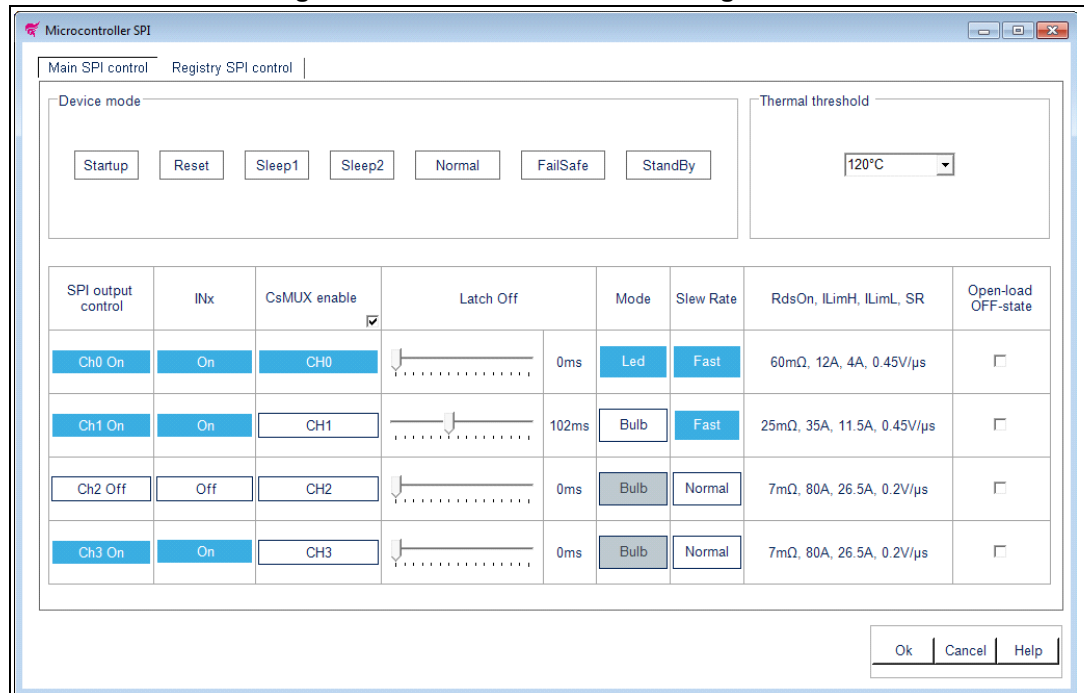 Microcontroller SPI
Main SPI control Registry SPI control
Device mode
Thermal threshold
Startup Reset Sleep1 Sleep2 Normal FailSafe StandBy
120°C
SPI output control INx CsMUX enable Latch Off Mode Slew Rate RdsOn, ILimH, ILimL, SR Open-load OFF-state
Ch0 On On CH0 0ms Led Fast 60mΩ, 12A, 4A, 0.45V/µs
Ch1 On On CH1 102ms Bulb Fast 25mΩ, 35A, 11.5A, 0.45V/µs
Ch2 Off Off CH2 0ms Bulb Normal 7mΩ, 80A, 26.5A, 0.2V/µs
Ch3 On On CH3 0ms Bulb Normal 7mΩ, 80A, 26.5A, 0.2V/µs
Ok Cancel Help